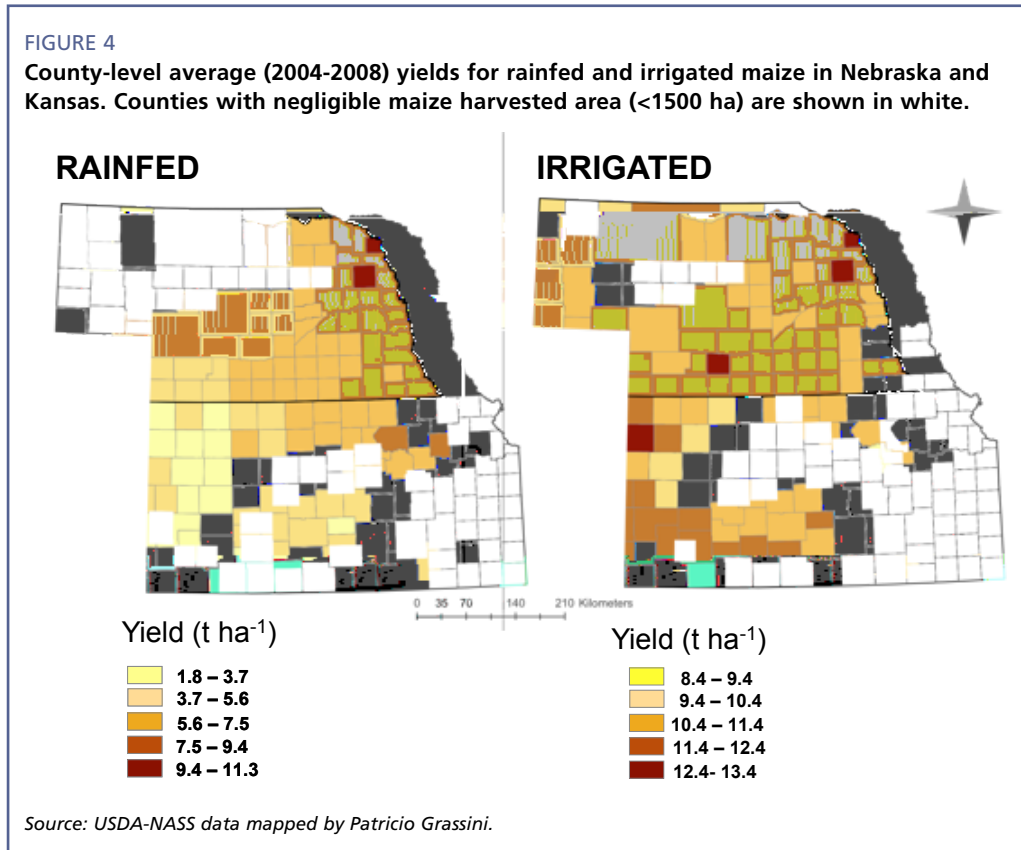 FIGURE 4
County-level average (2004-2008) yields for rainfed and irrigated maize in Nebraska and
Kansas. Counties with negligible maize harvested area (<1500 ha) are shown in white.
RAINFED
IRRIGATED
0 35 70 140 210 Kilometers
Yield (t ha-1)
1.8 – 3.7
3.7 – 5.6
5.6 – 7.5
7.5 – 9.4
9.4 – 11.3
Yield (t ha-1)
8.4 – 9.4
9.4 – 10.4
10.4 – 11.4
11.4 – 12.4
12.4- 13.4
Source: USDA-NASS data mapped by Patricio Grassini.